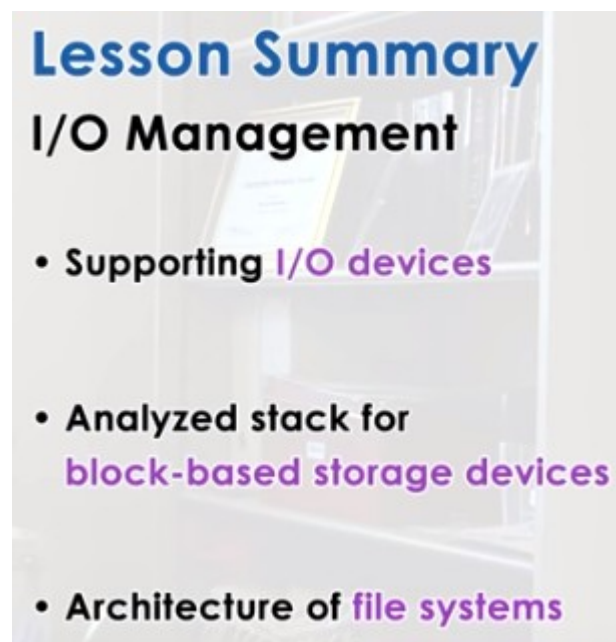 Lesson Summary
I/O Management
• Supporting I/O devices
• Analyzed stack for
block-based storage devices
• Architecture of file systems